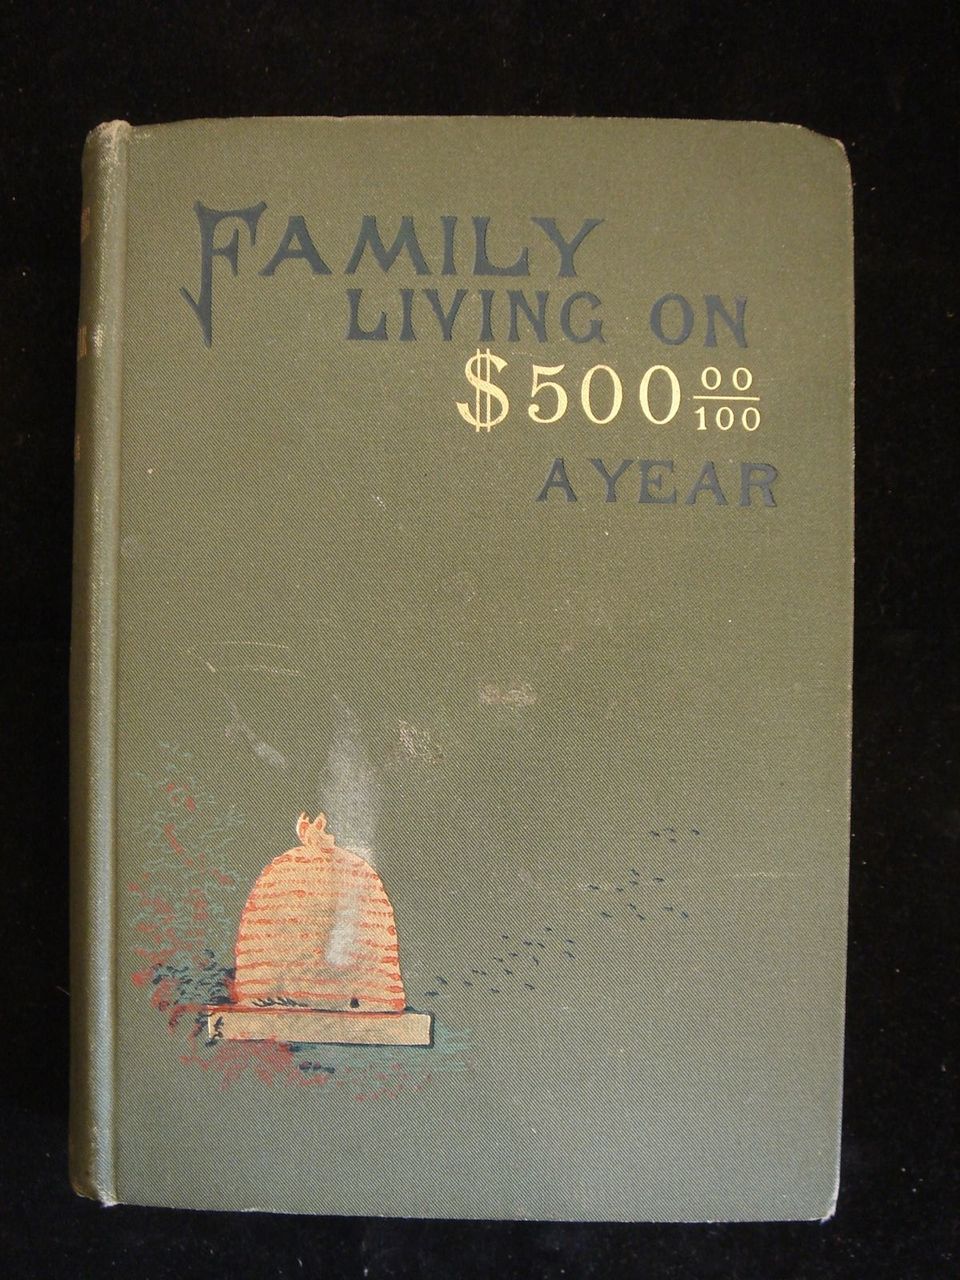 FAMILY
LIVING ON
$500 00/100
A YEAR